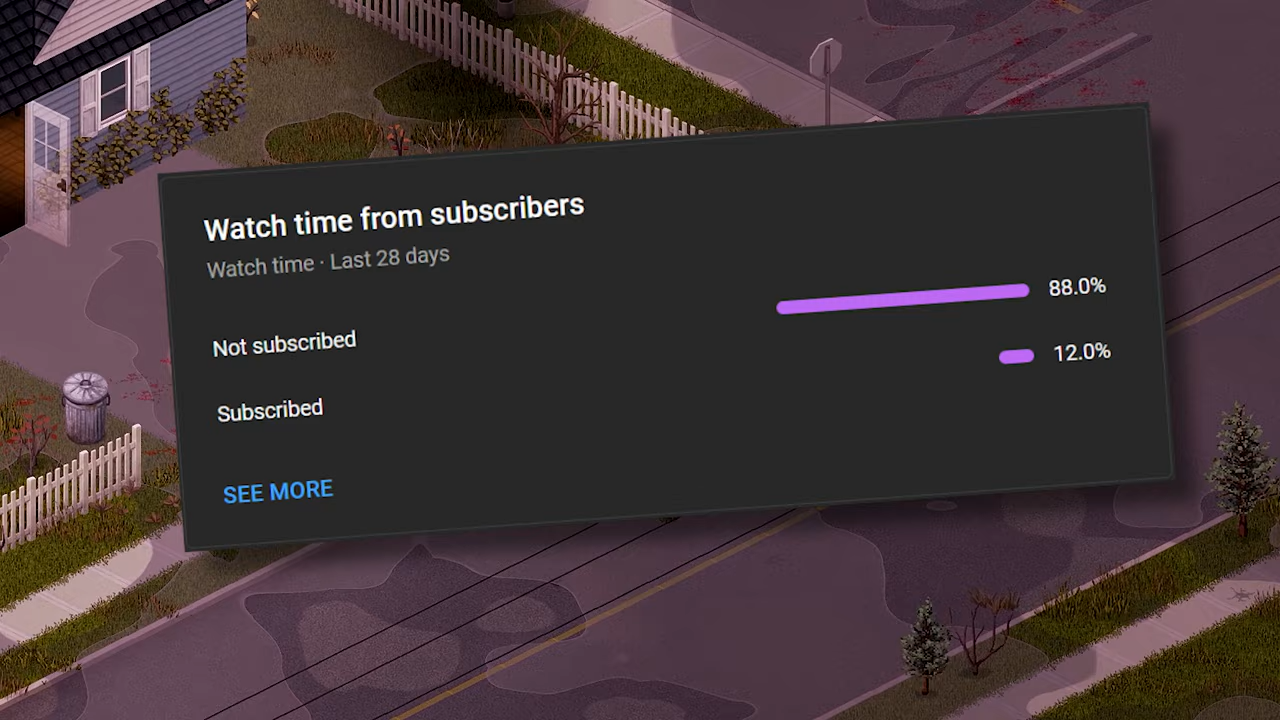 Watch time from subscribers
Watch time · Last 28 days
Not subscribed 88.0%
Subscribed 12.0%
SEE MORE